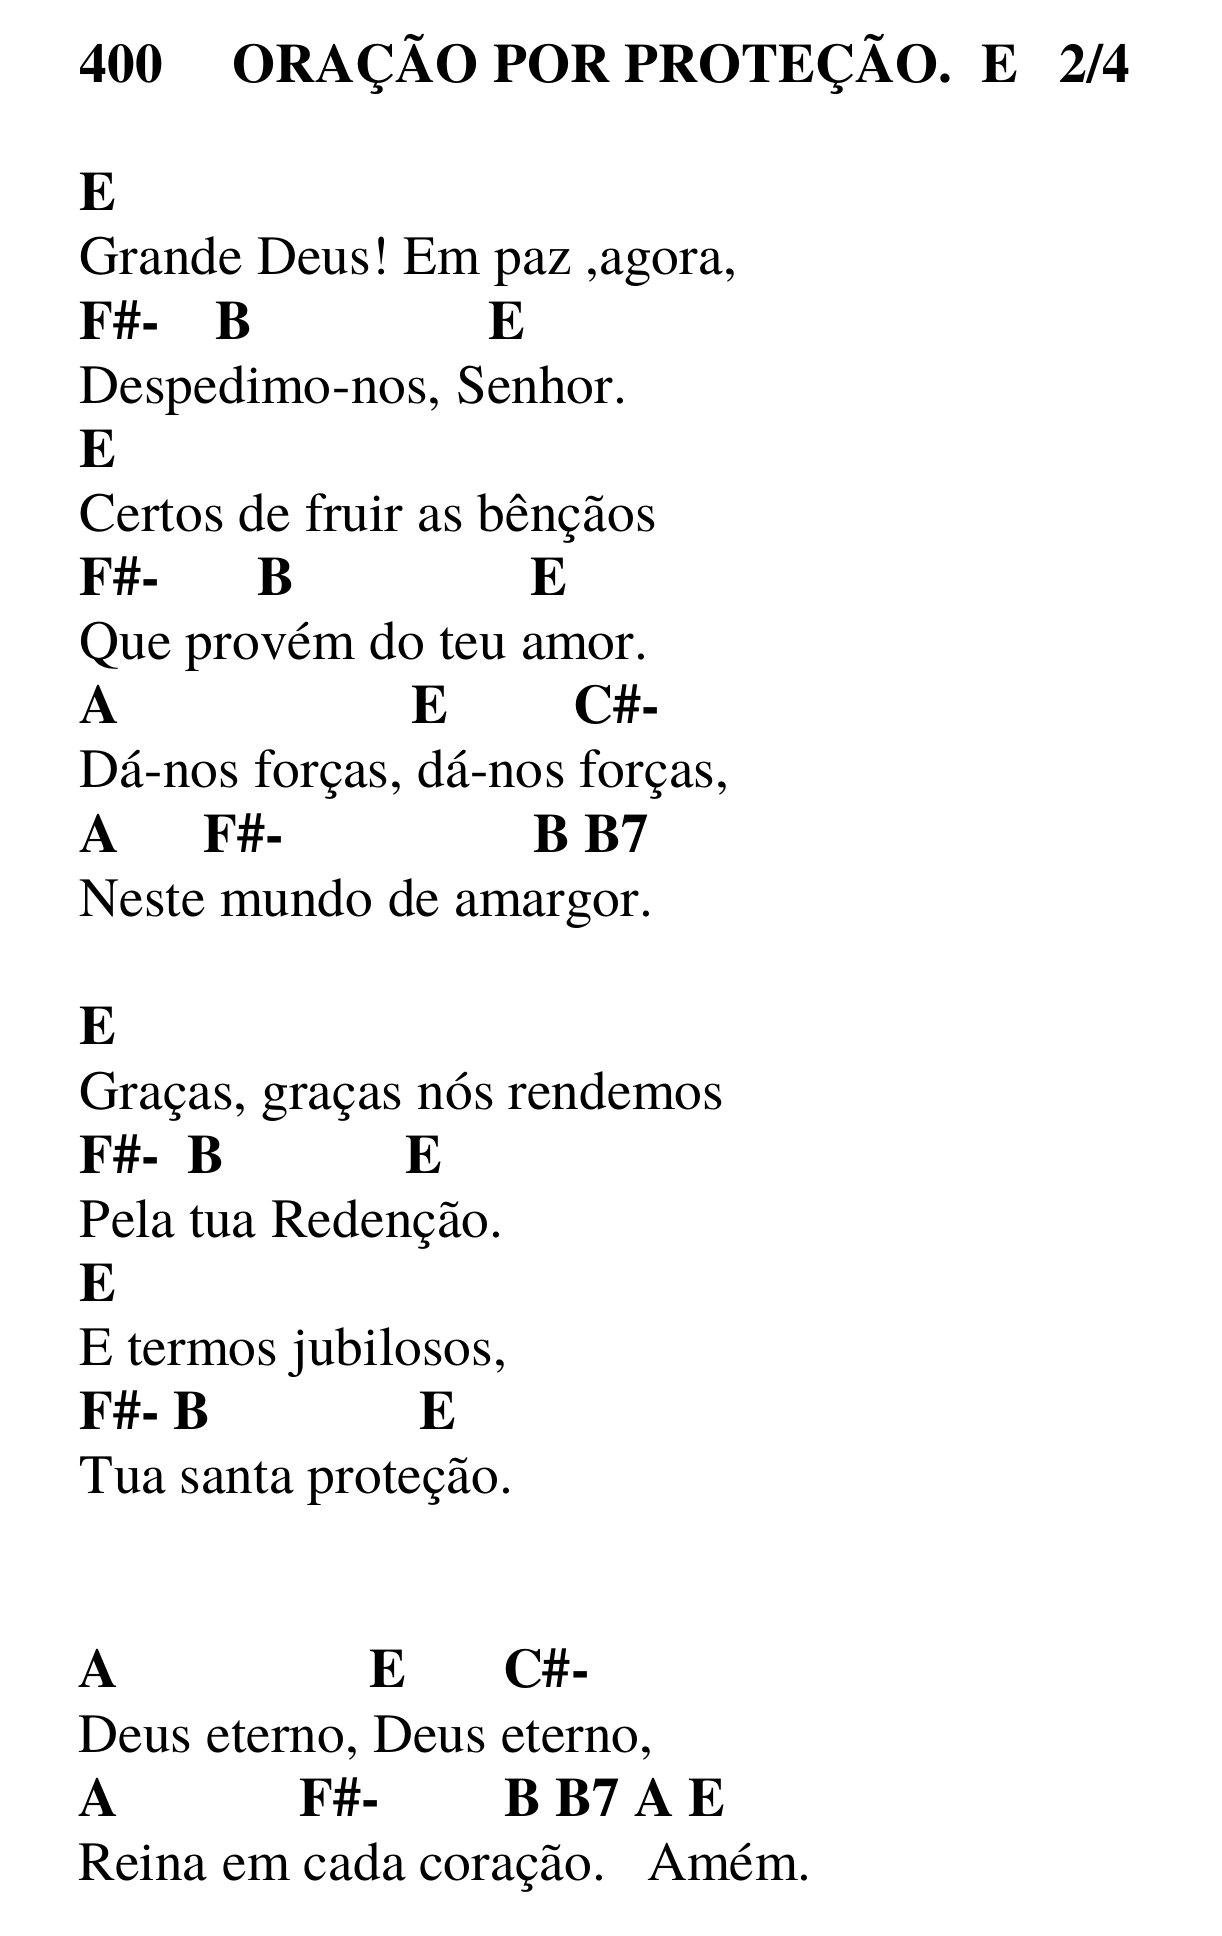 400 ORAÇÃO POR PROTEÇÃO. E 2/4
E
Grande Deus! Em paz ,agora,
F#- B E
Despedimo-nos, Senhor.
E
Certos de fruir as bênçãos
F#- B E
Que provém do teu amor.
A E C#-
Dá-nos forças, dá-nos forças,
A F#- B B7
Neste mundo de amargor.
E
Graças, graças nós rendemos
F#- B E
Pela tua Redenção.
E
E termos jubilosos,
F#- B E
Tua santa proteção.
A E C#-
Deus eterno, Deus eterno,
A F#- B B7 A E
Reina em cada coração. Amém.